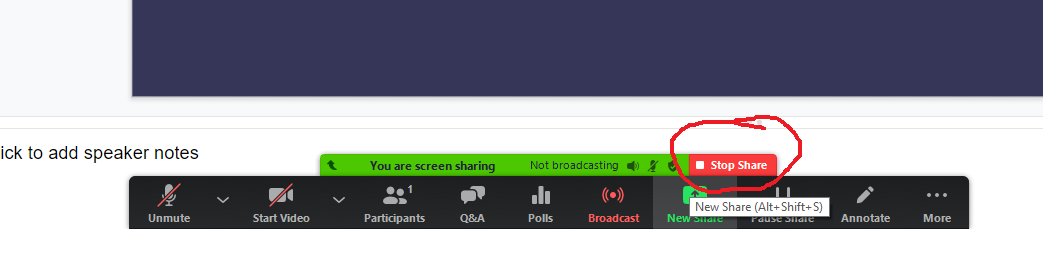 ick to add speaker notes
You are screen sharing Not broadcasting Stop Share
1
New Share (Alt+Shift+S)
Unmute Start Video Participants Q&A Polls Broadcast New Share Pause Share Annotate More